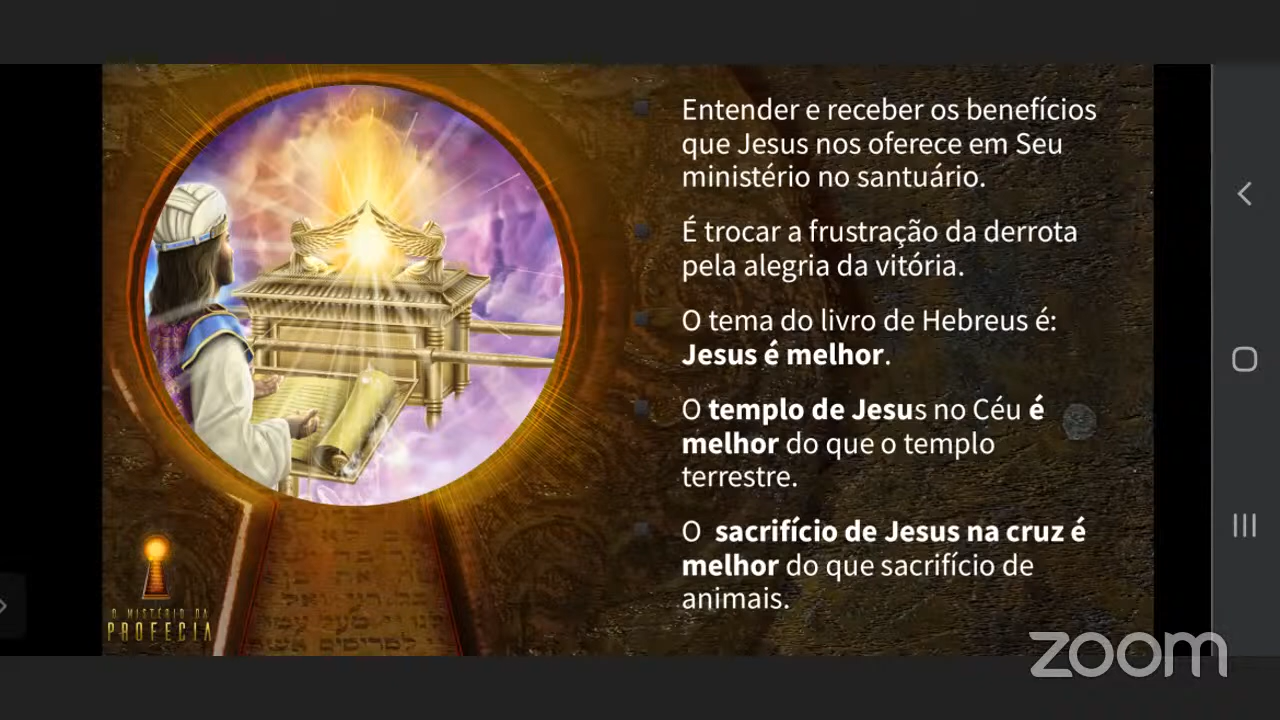 Entender e receber os benefícios
que Jesus nos oferece em Seu
ministério no santuário.
É trocar a frustração da derrota
pela alegria da vitória.
O tema do livro de Hebreus é:
Jesus é melhor.
O templo de Jesus no Céu é
melhor do que o templo
terrestre.
O sacrifício de Jesus na cruz é
melhor do que sacrifício de
animais.
O MISTÉRIO DA
PROFECIA
zoom